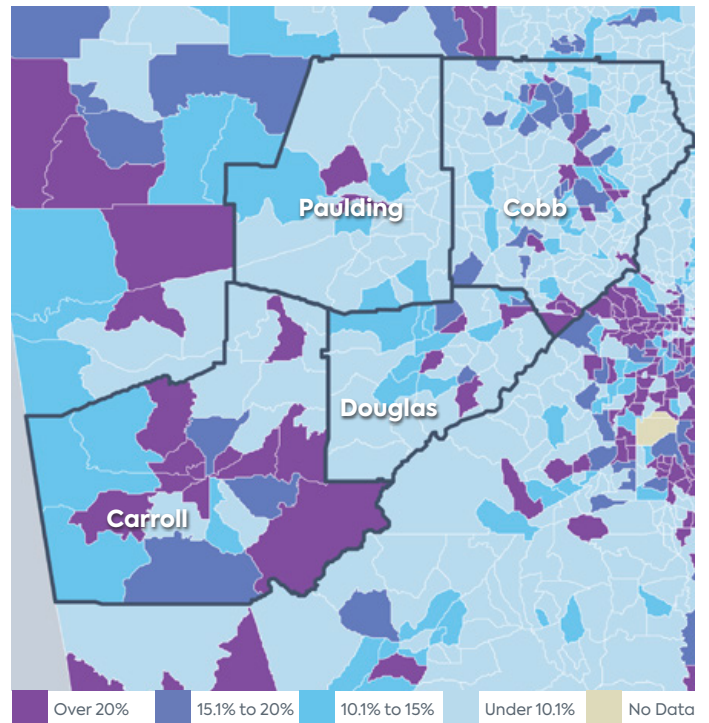 Paulding
Cobb
Douglas
Carroll
Over 20%
15.1% to 20%
10.1% to 15%
Under 10.1%
No Data